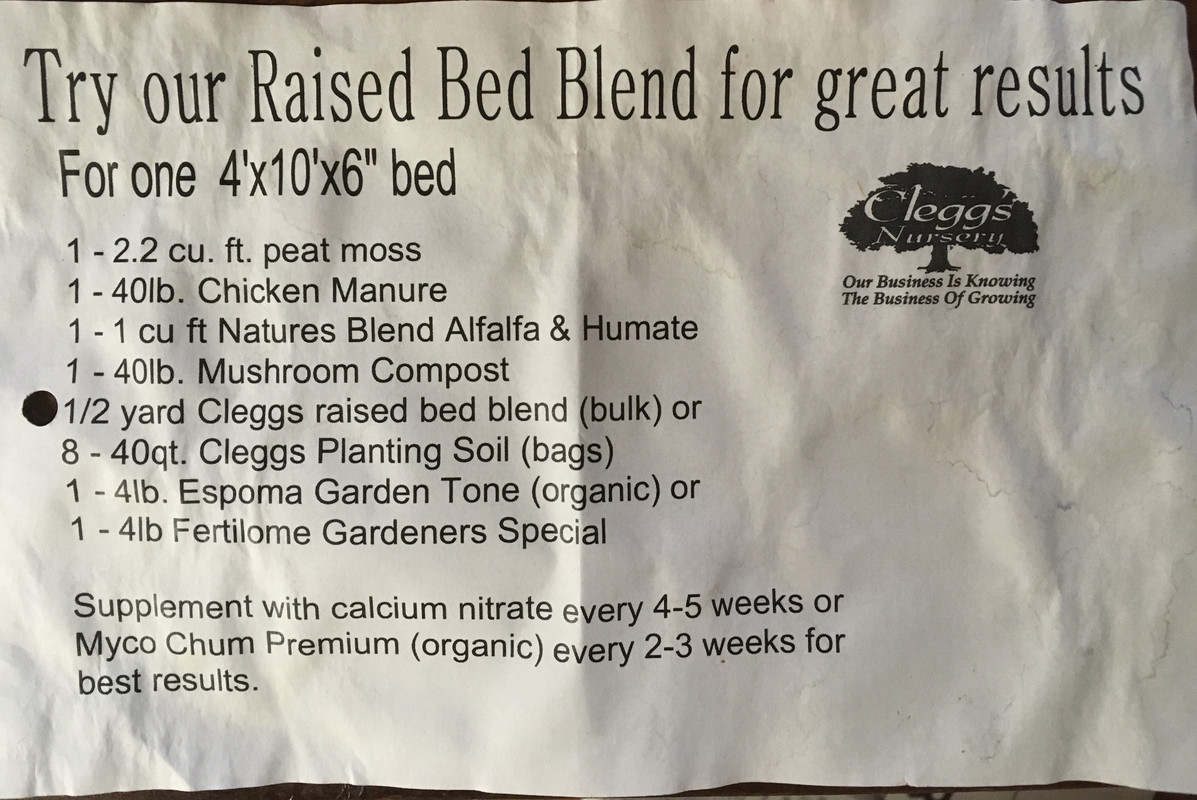 Try our Raised Bed Blend for great results
For one 4'x10'x6" bed
1 - 2.2 cu. ft. peat moss
1 - 40lb. Chicken Manure
1 - 1 cu ft Natures Blend Alfalfa & Humate
1 - 40lb. Mushroom Compost
1/2 yard Cleggs raised bed blend (bulk) or
8 - 40qt. Cleggs Planting Soil (bags)
1 - 4lb. Espoma Garden Tone (organic) or
1 - 4lb Fertilome Gardeners Special
Supplement with calcium nitrate every 4-5 weeks or
Myco Chum Premium (organic) every 2-3 weeks for
best results.
Clegg's
Nursery
Our Business Is Knowing
The Business Of Growing